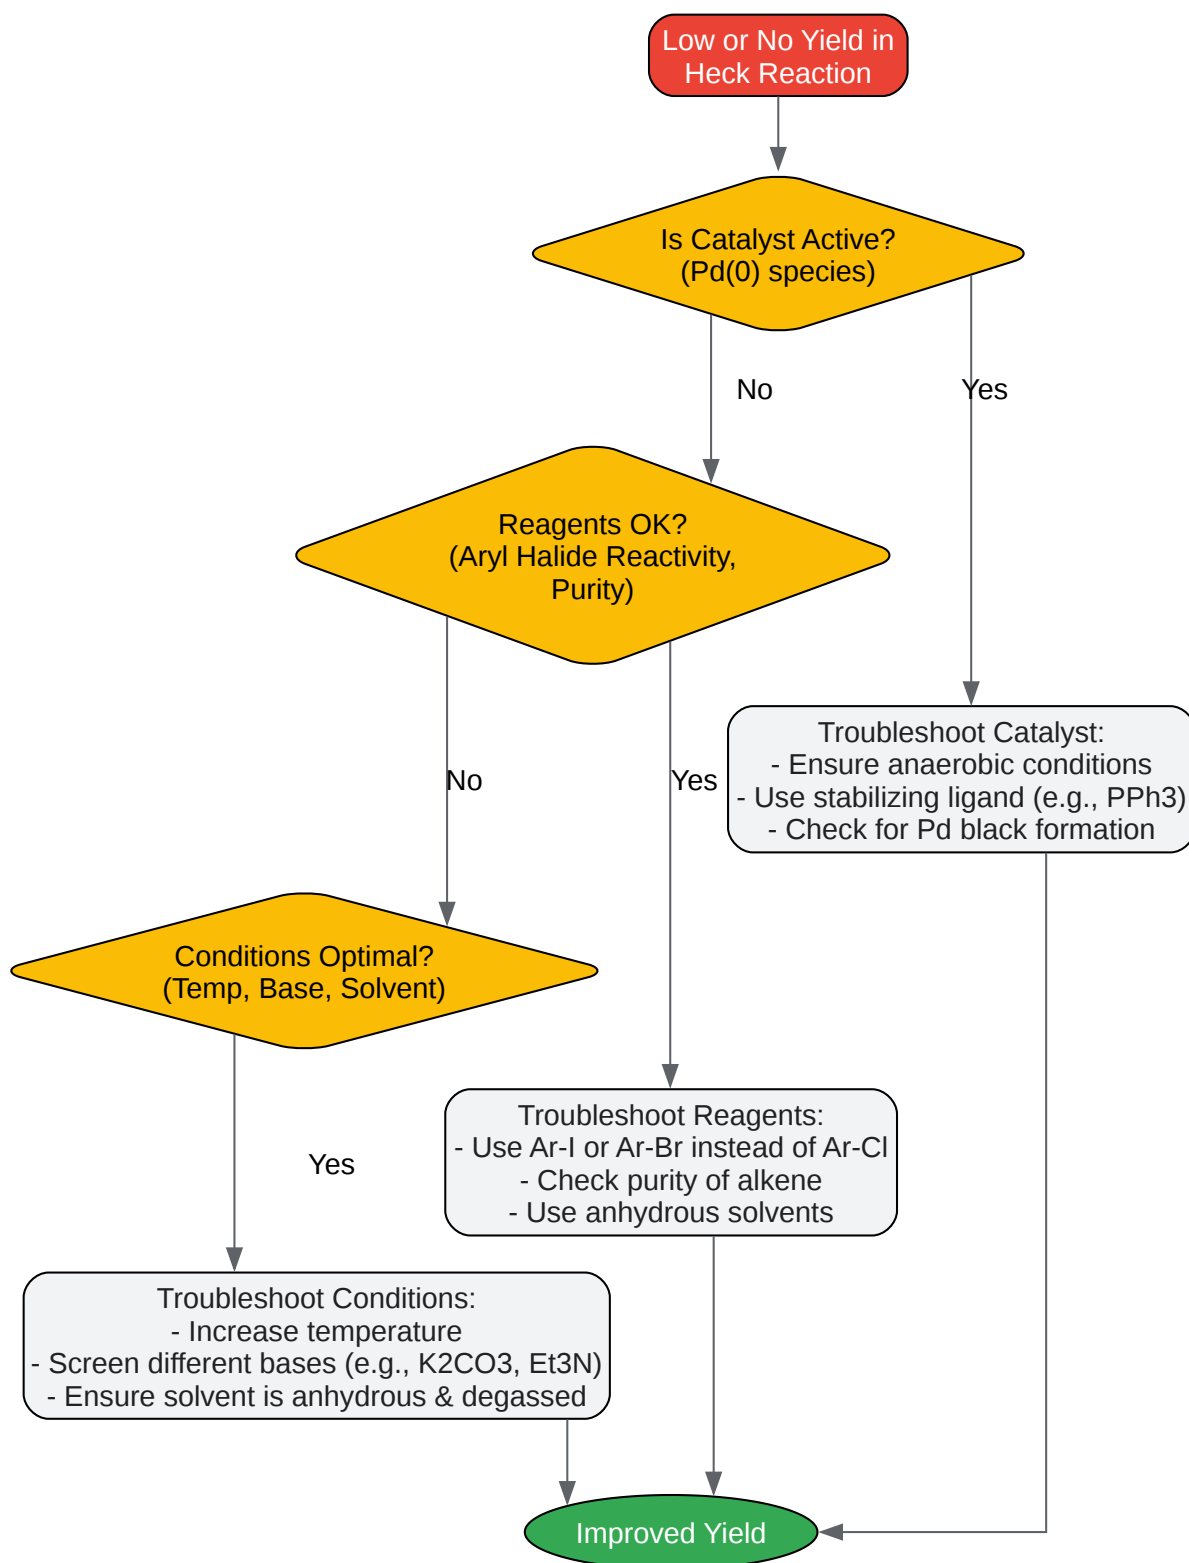 Low or No Yield in
Heck Reaction
Is Catalyst Active?
(Pd(0) species)
No
Yes
Reagents OK?
(Aryl Halide Reactivity,
Purity)
No
Yes
Troubleshoot Catalyst:
- Ensure anaerobic conditions
- Use stabilizing ligand (e.g., PPh3)
- Check for Pd black formation
Conditions Optimal?
(Temp, Base, Solvent)
Yes
Troubleshoot Reagents:
- Use Ar-I or Ar-Br instead of Ar-Cl
- Check purity of alkene
- Use anhydrous solvents
Troubleshoot Conditions:
- Increase temperature
- Screen different bases (e.g., K2CO3, Et3N)
- Ensure solvent is anhydrous & degassed
Improved Yield